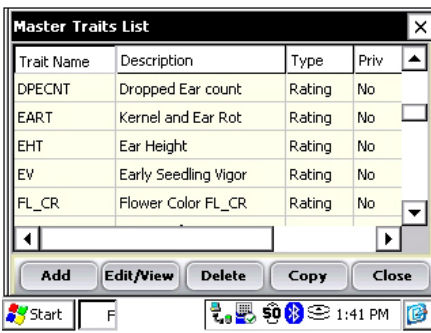 Master Traits List
Trait Name Description Type Priv
DPECNT Dropped Ear count Rating No
EART Kernel and Ear Rot Rating No
EHT Ear Height Rating No
EV Early Seedling Vigor Rating No
FL_CR Flower Color FL_CR Rating No
Add Edit/View Delete Copy Close
Start F 1:41 PM